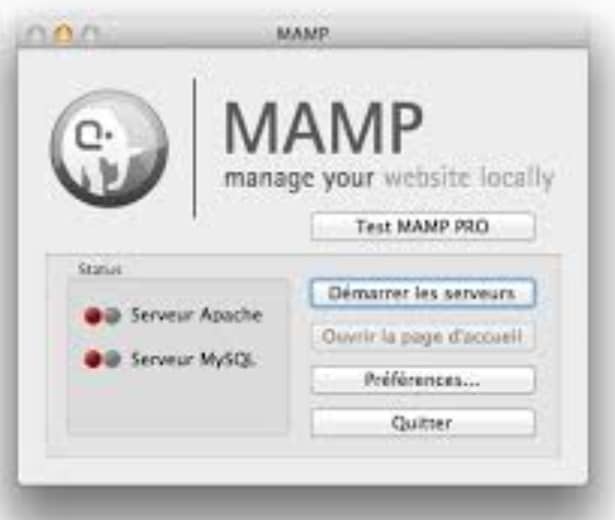 MAMP
MAMP
manage your website locally
Test MAMP PRO
Status
Démarrer les serveurs
Serveur Apache
Ouvrir la page d'accueil
Serveur MySQL
Préférences...
Quitter